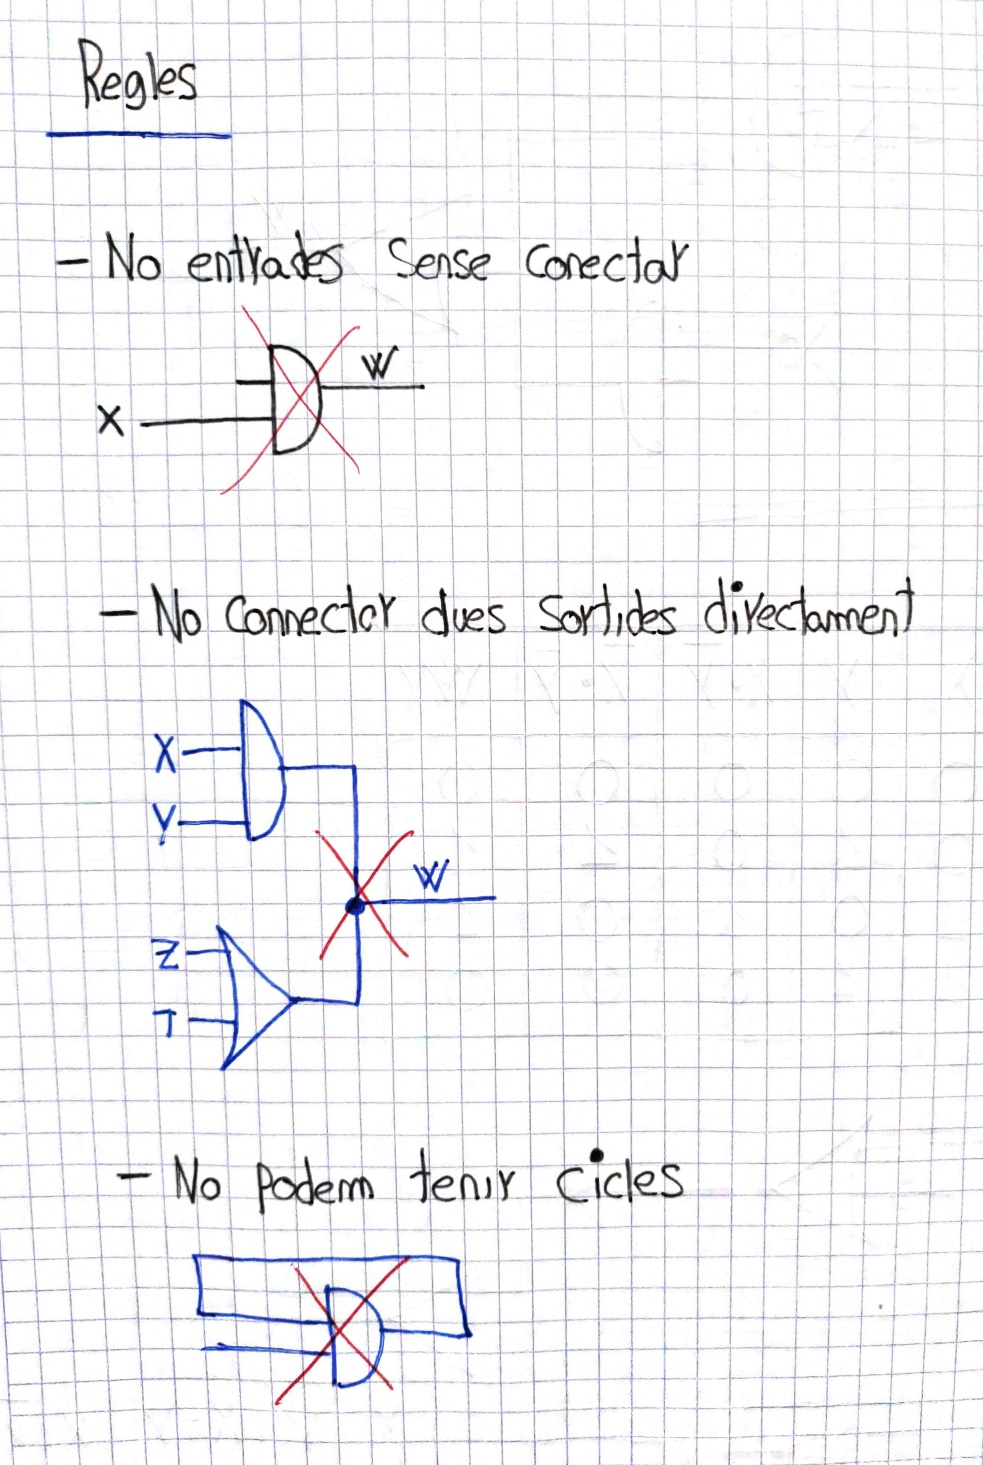 Regles
- No entrades sense conectar
W
X
- No connectar dues sortides directament
X
Y
W
Z
T
- No podem tenir cicles